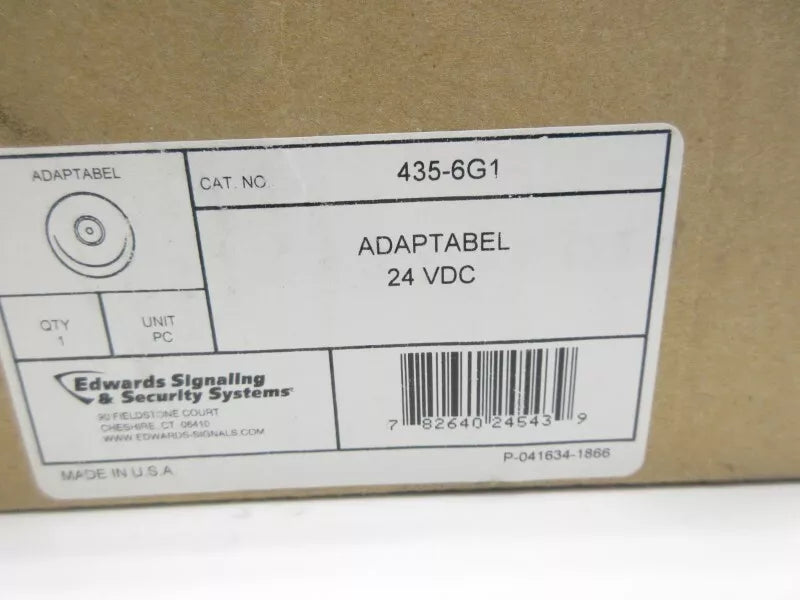 ADAPTABEL
CAT. NO.
435-6G1
ADAPTABEL
24 VDC
QTY
1
UNIT
PC
Edwards Signaling
& Security Systems
90 FIELDSTONE COURT
CHESHIRE, CT 06410
WWW.EDWARDS-SIGNALS.COM
7 82640 24543 9
P-041634-1866
MADE IN U.S.A